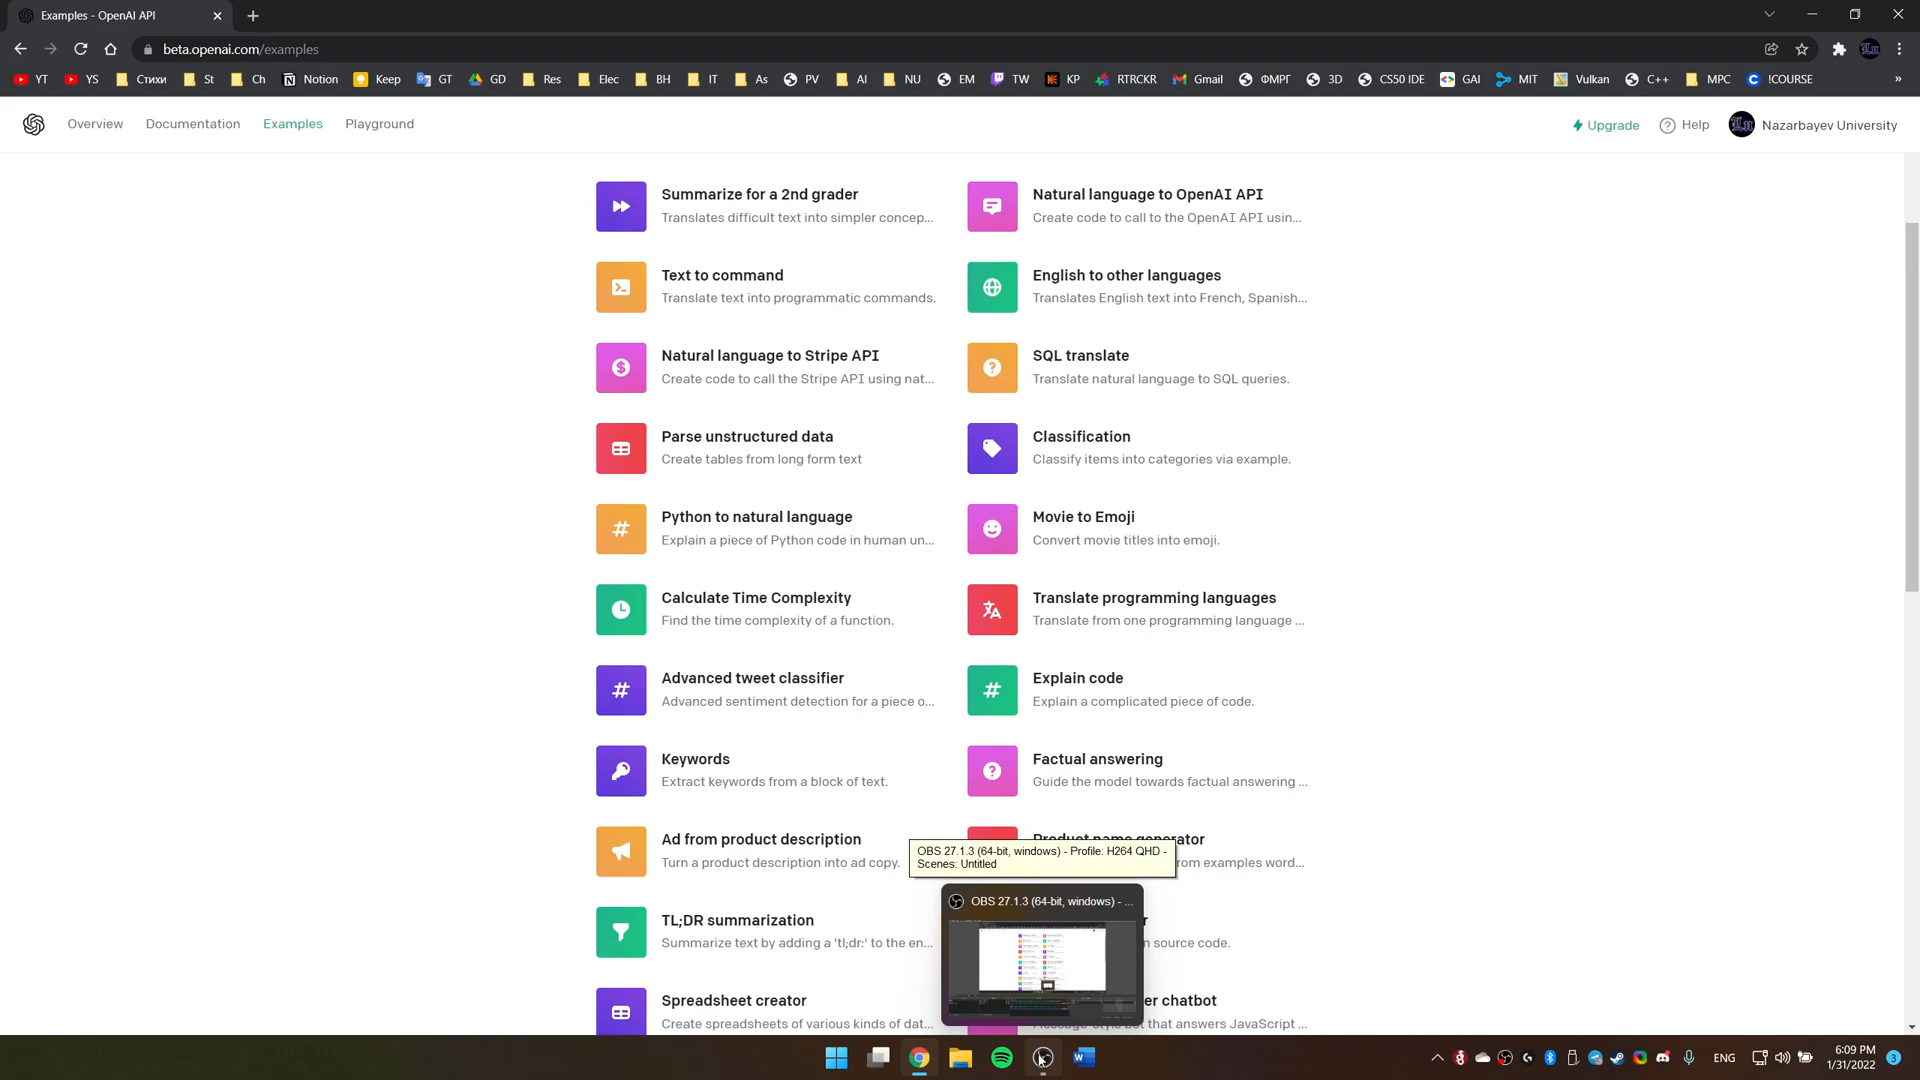 Examples - OpenAI API
beta.openai.com/examples
YT
YS
Стихи
St
Ch
Notion
Keep
GT
GD
Res
Elec
BH
IT
As
PV
AI
NU
EM
TW
KP
RTRCKR
Gmail
ФМРГ
3D
CS50 IDE
GAI
MIT
Vulkan
C++
MPC
!COURSE
»
Overview
Documentation
Examples
Playground
Upgrade
Help
Nazarbayev University
Summarize for a 2nd grader
Translates difficult text into simpler concep...
Natural language to OpenAI API
Create code to call to the OpenAI API usin...
Text to command
Translate text into programmatic commands.
English to other languages
Translates English text into French, Spanish...
Natural language to Stripe API
Create code to call the Stripe API using nat...
SQL translate
Translate natural language to SQL queries.
Parse unstructured data
Create tables from long form text
Classification
Classify items into categories via example.
Python to natural language
Explain a piece of Python code in human un...
Movie to Emoji
Convert movie titles into emoji.
Calculate Time Complexity
Find the time complexity of a function.
Translate programming languages
Translate from one programming language ...
Advanced tweet classifier
Advanced sentiment detection for a piece o...
Explain code
Explain a complicated piece of code.
Keywords
Extract keywords from a block of text.
Factual answering
Guide the model towards factual answering ...
Ad from product description
Turn a product description into ad copy.
Product name generator
rom examples word...
OBS 27.1.3 (64-bit, windows) - Profile: H264 QHD -
Scenes: Untitled
OBS 27.1.3 (64-bit, windows) - ...
TL;DR summarization
Summarize text by adding a 'tl;dr:' to the en...
r
n source code.
Spreadsheet creator
Create spreadsheets of various kinds of dat...
er chatbot
Message-style bot that answers JavaScript ...
ENG
6:09 PM
1/31/2022
3